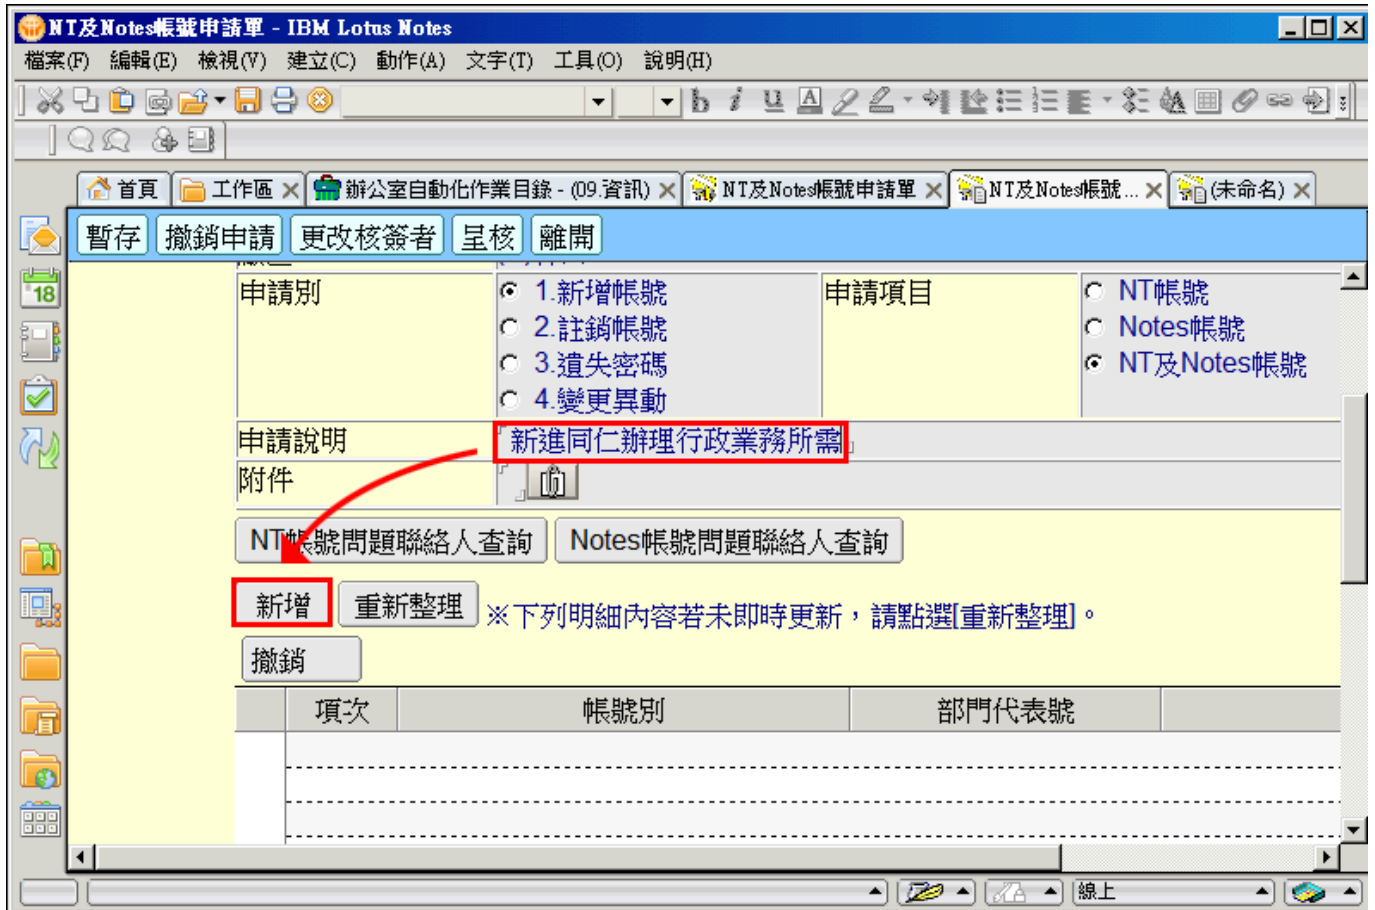 NT及Notes帳號申請單 - IBM Lotus Notes
檔案(F) 編輯(E) 檢視(V) 建立(C) 動作(A) 文字(T) 工具(O) 說明(H)
首頁 工作區 辦公室自動化作業目錄 - (09.資訊) NT及Notes帳號申請單 NT及Notes帳號... (未命名)
暫存 撤銷申請 更改核簽者 呈核 離開
18
申請別 1.新增帳號 申請項目 NT帳號
2.註銷帳號 Notes帳號
3.遺失密碼 NT及Notes帳號
4.變更異動
申請說明 新進同仁辦理行政業務所需
附件
NT帳號問題聯絡人查詢 Notes帳號問題聯絡人查詢
新增 重新整理 ※下列明細內容若未即時更新，請點選[重新整理]。
撤銷
項次 帳號別 部門代表號
線上